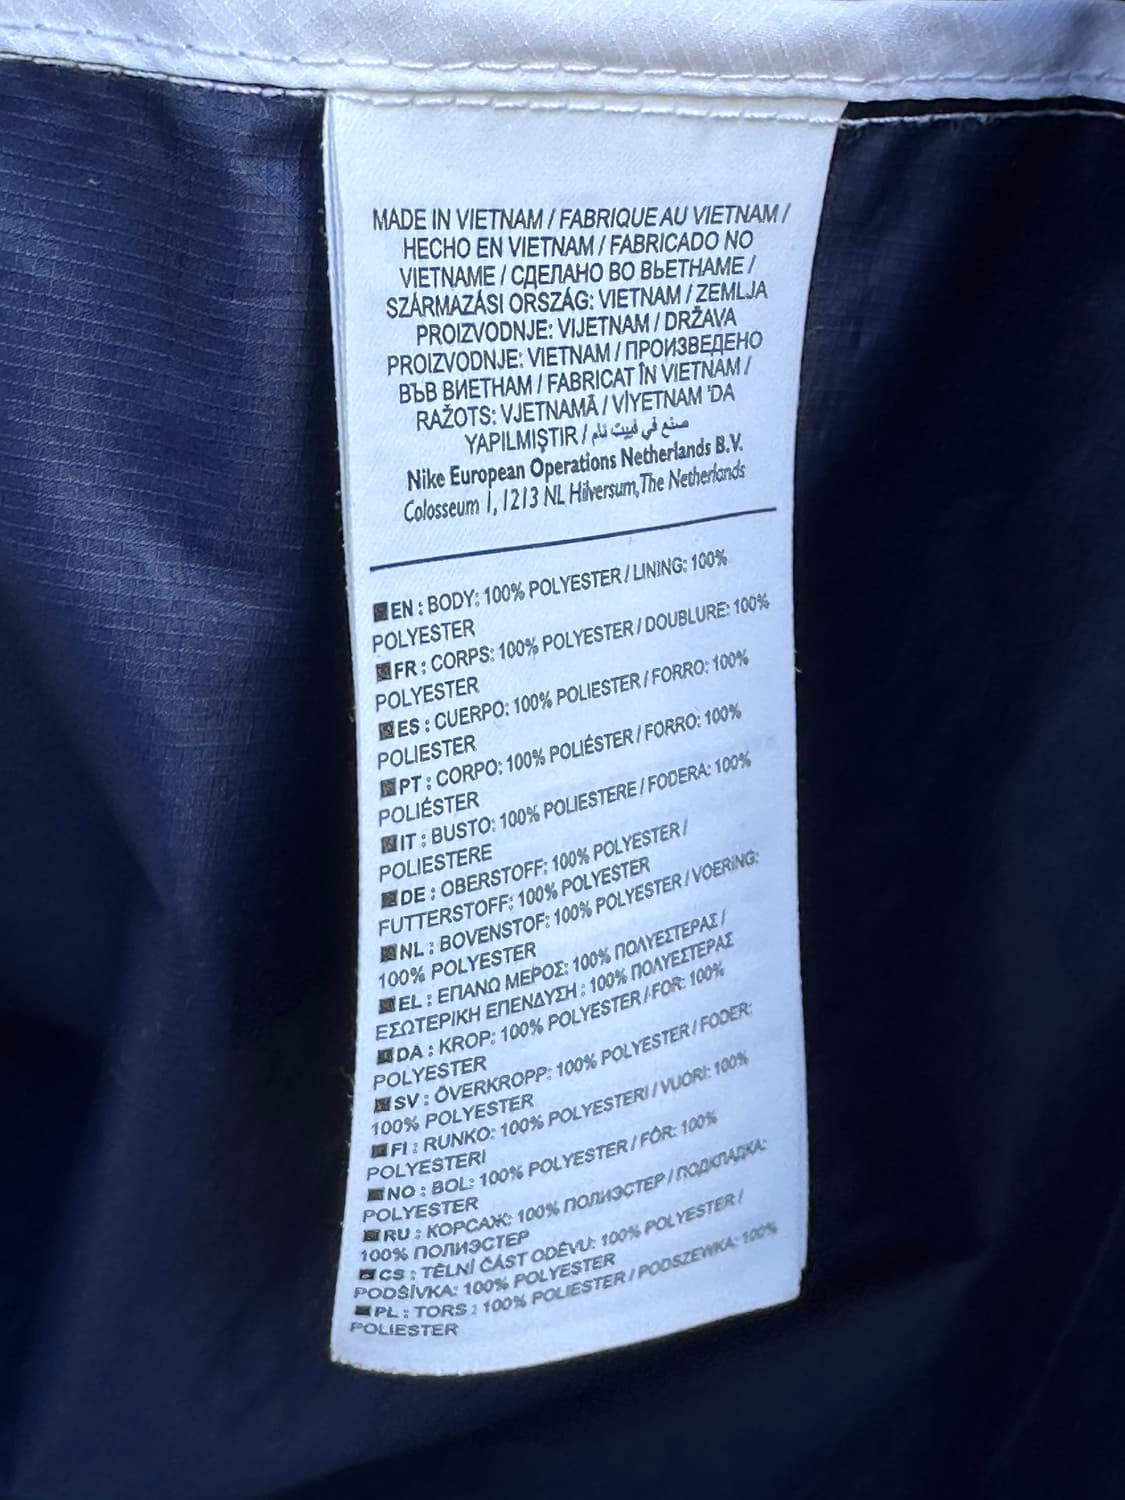 MADE IN VIETNAM / FABRIQUE AU VIETNAM /
HECHO EN VIETNAM / FABRICADO NO
VIETNAME / СДЕЛАНО ВО ВЬЕТНАМЕ /
SZÁRMAZÁSI ORSZÁG: VIETNAM / ZEMLJA
PROIZVODNJE: VIJETNAM / DRŽAVA
PROIZVODNJE: VIETNAM / ПРОИЗВЕДЕНО
ВЪВ ВИЕТНАМ / FABRICAT ÎN VIETNAM /
RAŽOTS: VJETNAMĀ / VİYETNAM 'DA
YAPILMIŞTIR / صنع في فييت نام
Nike European Operations Netherlands B.V.
Colosseum 1, 1213 NL Hilversum, The Netherlands
EN : BODY: 100% POLYESTER / LINING: 100%
POLYESTER
FR : CORPS: 100% POLYESTER / DOUBLURE: 100%
POLYESTER
ES : CUERPO: 100% POLIESTER / FORRO: 100%
POLIESTER
PT : CORPO: 100% POLIÉSTER / FORRO: 100%
POLIÉSTER
IT : BUSTO: 100% POLIESTERE / FODERA: 100%
POLIESTERE
DE : OBERSTOFF: 100% POLYESTER /
FUTTERSTOFF: 100% POLYESTER
NL : BOVENSTOF: 100% POLYESTER / VOERING:
100% POLYESTER
EL : ΕΠΑΝΩ ΜΕΡΟΣ: 100% ΠΟΛΥΕΣΤΕΡΑΣ /
ΕΣΩΤΕΡΙΚΗ ΕΠΕΝΔΥΣΗ : 100% ΠΟΛΥΕΣΤΕΡΑΣ
DA : KROP: 100% POLYESTER / FOR: 100%
POLYESTER
SV : ÖVERKROPP: 100% POLYESTER / FODER:
100% POLYESTER
FI : RUNKO: 100% POLYESTERI / VUORI: 100%
POLYESTERI
NO : BOL: 100% POLYESTER / FÔR: 100%
POLYESTER
RU : КОРСАЖ: 100% ПОЛИЭСТЕР / ПОДКЛАДКА:
100% ПОЛИЭСТЕР
CS : TĚLNÍ ČÁST ODĚVU: 100% POLYESTER /
PODŠÍVKA: 100% POLYESTER
PL : TORS : 100% POLIESTER / PODSZEWKA: 100%
POLIESTER